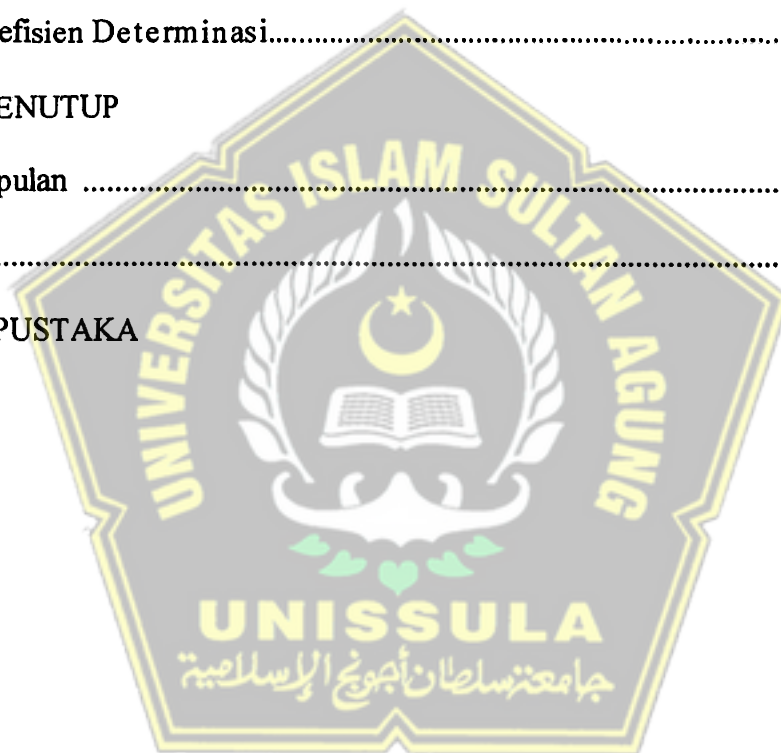 efisien Determinasi................................................................
ENUTUP
pulan ................................................................
................................................................
PUSTAKA
UNIVERSITAS ISLAM SULTAN AGUNG
UNISSULA
جامعة سلطان أجونج الإسلامية